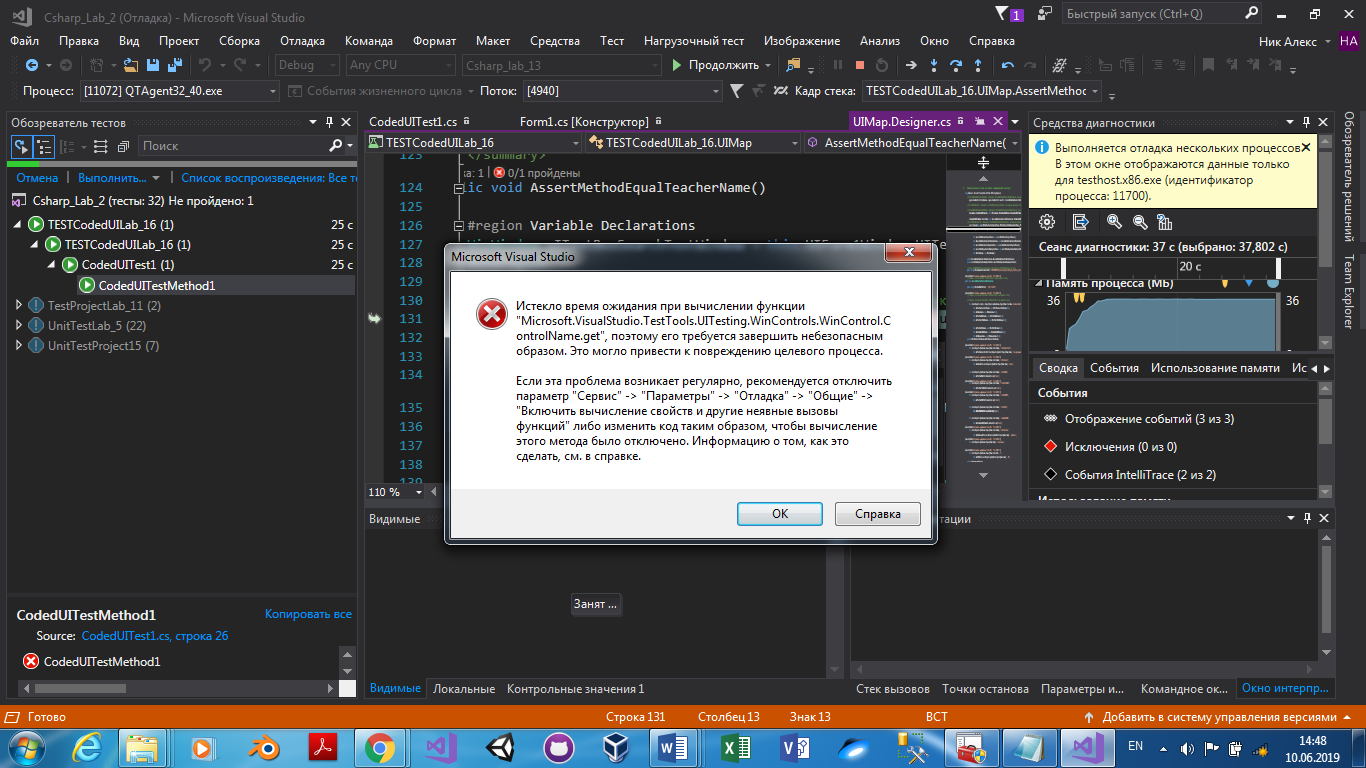 Csharp_Lab_2 (Отладка) - Microsoft Visual Studio
1
Быстрый запуск (Ctrl+Q)
Файл Правка Вид Проект Сборка Отладка Команда Формат Макет Средства Тест Нагрузочный тест Изображение Анализ Окно Справка
Ник Алекс НА
Debug Any CPU Csharp_lab_13 Продолжить
Процесс: [11072] QTAgent32_40.exe События жизненного цикла Поток: [4940] Кадр стека: TESTCodedUILab_16.UIMap.AssertMethod
Обозреватель тестов
Поиск
Отмена Выполнить... Список воспроизведения: Все те
Csharp_Lab_2 (тесты: 32) Не пройдено: 1
TESTCodedUILab_16 (1) 25 с
TESTCodedUILab_16 (1) 25 с
CodedUITest1 (1) 25 с
CodedUITestMethod1
TestProjectLab_11 (2)
UnitTestLab_5 (22)
UnitTestProject15 (7)
CodedUITestMethod1
Копировать все
Source: CodedUITest1.cs, строка 26
CodedUITestMethod1
CodedUITest1.cs Form1.cs [Конструктор] UIMap.Designer.cs
TESTCodedUILab_16 TESTCodedUILab_16.UIMap AssertMethodEqualTeacherName(
123 </summary>
ка: 1 | 0/1 пройдены
124 lic void AssertMethodEqualTeacherName()
125
126 #region Variable Declarations
127
128
129
130
131
132
133
134
135
136
137
138
139
110 %
Microsoft Visual Studio
Истекло время ожидания при вычислении функции
"Microsoft.VisualStudio.TestTools.UITesting.WinControls.WinControl.C
ontrolName.get", поэтому его требуется завершить небезопасным
образом. Это могло привести к повреждению целевого процесса.
Если эта проблема возникает регулярно, рекомендуется отключить
параметр "Сервис" -> "Параметры" -> "Отладка" -> "Общие" ->
"Включить вычисление свойств и другие неявные вызовы
функций" либо изменить код таким образом, чтобы вычисление
этого метода было отключено. Информацию о том, как это
сделать, см. в справке.
OK Справка
Средства диагностики
Выполняется отладка нескольких процессов.
В этом окне отображаются данные только
для testhost.x86.exe (идентификатор
процесса: 11700).
Сеанс диагностики: 37 с (выбрано: 37,802 с)
20 с
Память процесса (МБ)
36 36
Сводка События Использование памяти Ис
События
Отображение событий (3 из 3)
Исключения (0 из 0)
События IntelliTrace (2 из 2)
Обозреватель решений
Team Explorer
Видимые
Занят ...
Видимые Локальные Контрольные значения 1
Стек вызовов Точки останова Параметры и... Командное ок... Окно интерпр...
Готово Строка 131 Столбец 13 Знак 13 ВСТ Добавить в систему управления версиями
EN
14:48
10.06.2019